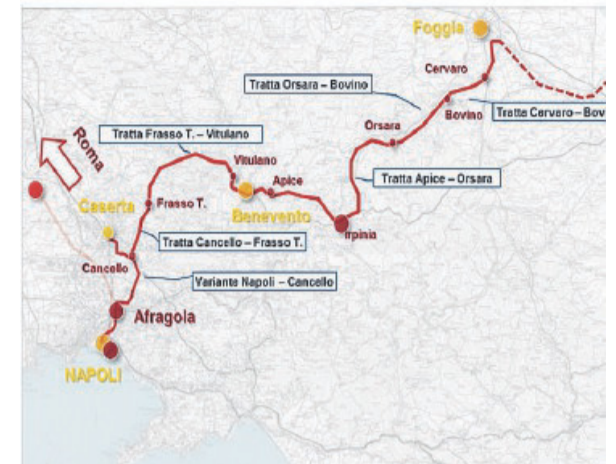 Foggia
Cervaro
Tratta Orsara – Bovino
Bovino
Tratta Cervaro – Bovi
Orsara
Tratta Frasso T. – Vitulano
Roma
Vitulano
Apice
Tratta Apice – Orsara
Caserta
Frasso T.
Benevento
Irpinia
Tratta Cancello – Frasso T.
Cancello
Variante Napoli – Cancello
Afragola
NAPOLI